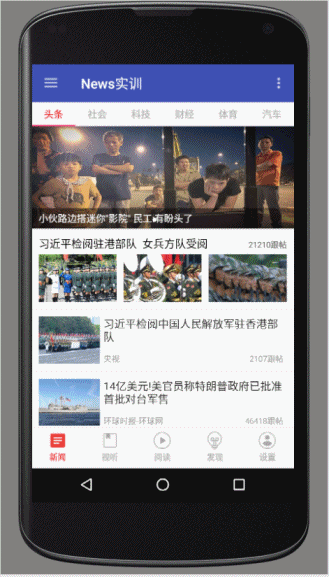 News实训
头条 社会 科技 财经 体育 汽车
小伙路边搭迷你"影院" 民工:有盼头了
习近平检阅驻港部队 女兵方队受阅 21210跟帖
习近平检阅中国人民解放军驻香港部
队
央视 2107跟帖
14亿美元!美官员称特朗普政府已批准
首批对台军售
环球时报-环球网 46418跟帖
新闻 视听 阅读 发现 设置